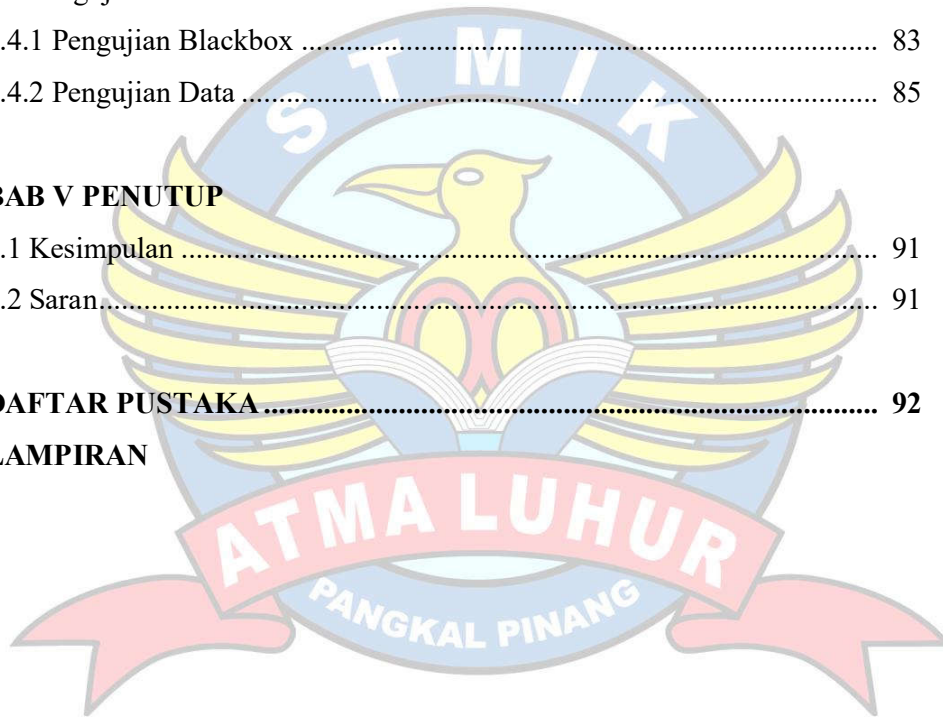 .4.1 Pengujian Blackbox ........................................................................ 83
.4.2 Pengujian Data ................................................................................ 85
BAB V PENUTUP
.1 Kesimpulan ....................................................................................... 91
.2 Saran.................................................................................................. 91
DAFTAR PUSTAKA ............................................................................. 92
LAMPIRAN
STMIK
ATMA LUHUR
PANGKAL PINANG